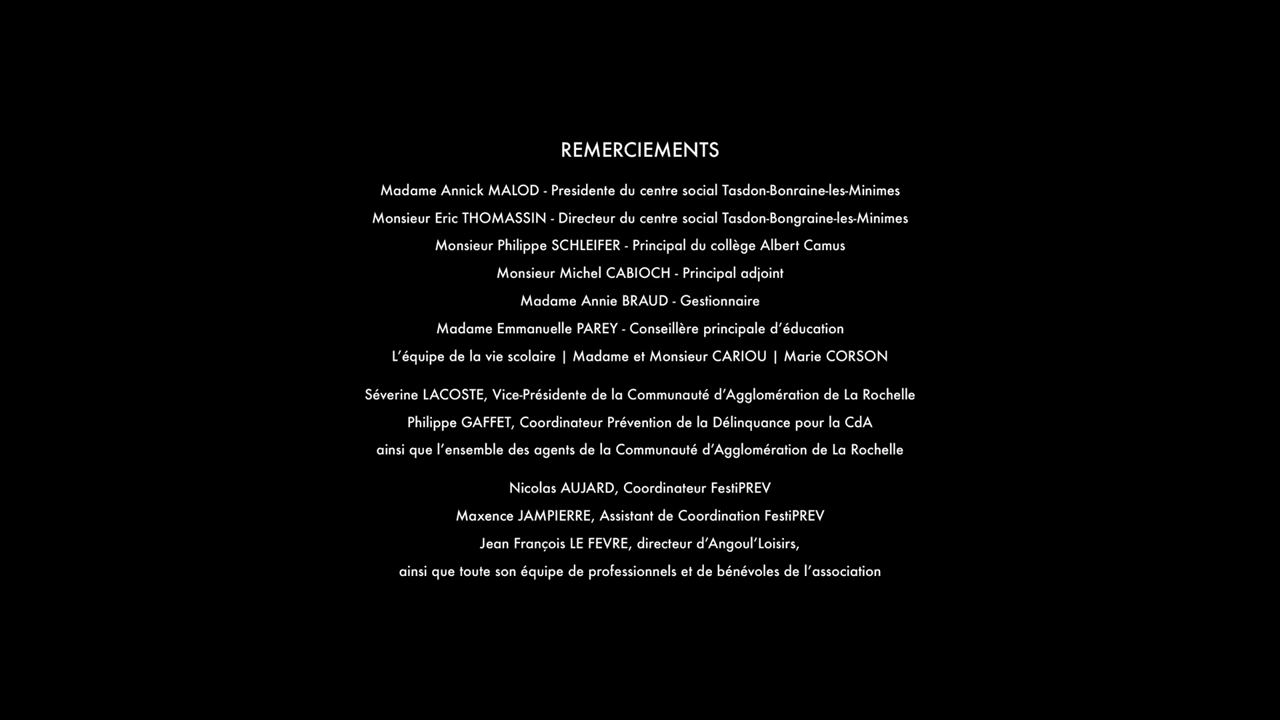 REMERCIEMENTS
Madame Annick MALOD - Presidente du centre social Tasdon-Bonraine-les-Minimes
Monsieur Eric THOMASSIN - Directeur du centre social Tasdon-Bongraine-les-Minimes
Monsieur Philippe SCHLEIFER - Principal du collège Albert Camus
Monsieur Michel CABIOCH - Principal adjoint
Madame Annie BRAUD - Gestionnaire
Madame Emmanuelle PAREY - Conseillère principale d’éducation
L’équipe de la vie scolaire | Madame et Monsieur CARIOU | Marie CORSON
Séverine LACOSTE, Vice-Présidente de la Communauté d’Agglomération de La Rochelle
Philippe GAFFET, Coordinateur Prévention de la Délinquance pour la CdA
ainsi que l’ensemble des agents de la Communauté d’Agglomération de La Rochelle
Nicolas AUJARD, Coordinateur FestiPREV
Maxence JAMPIERRE, Assistant de Coordination FestiPREV
Jean François LE FEVRE, directeur d’Angoul’Loisirs,
ainsi que toute son équipe de professionnels et de bénévoles de l’association